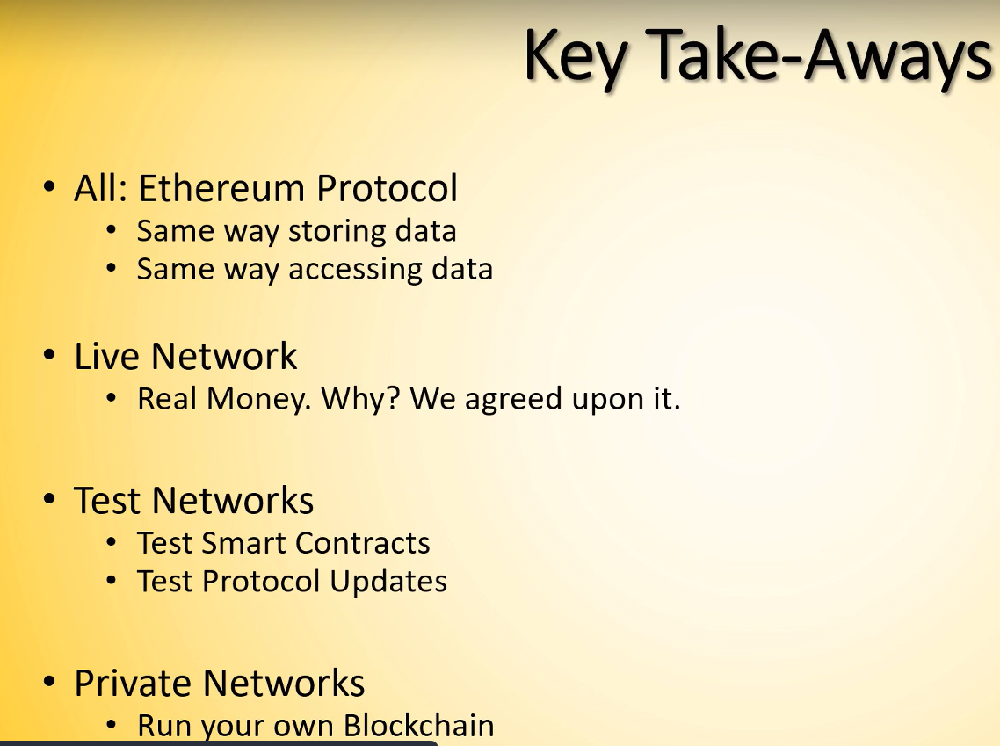 Key Take-Aways
• All: Ethereum Protocol
• Same way storing data
• Same way accessing data
• Live Network
• Real Money. Why? We agreed upon it.
• Test Networks
• Test Smart Contracts
• Test Protocol Updates
• Private Networks
• Run your own Blockchain